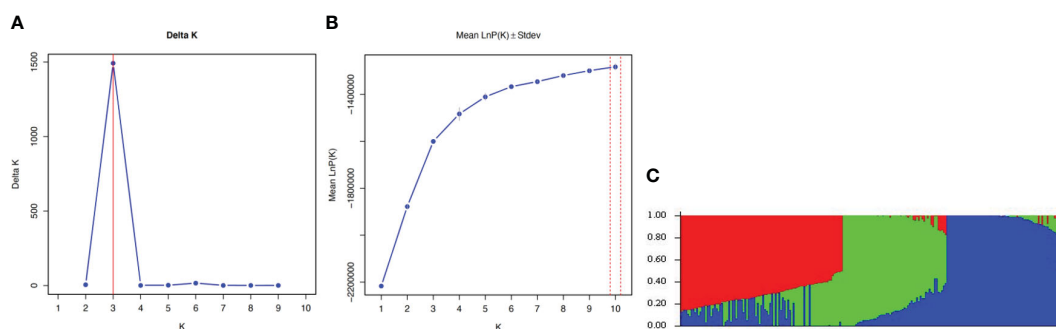 A
Delta K
Delta K
1500
1000
500
0
1 2 3 4 5 6 7 8 9 10
K
B
Mean LnP(K) ± Stdev
Mean LnP(K)
−1400000
−1800000
−2200000
1 2 3 4 5 6 7 8 9 10
K
C
1.00
0.80
0.60
0.40
0.20
0.00